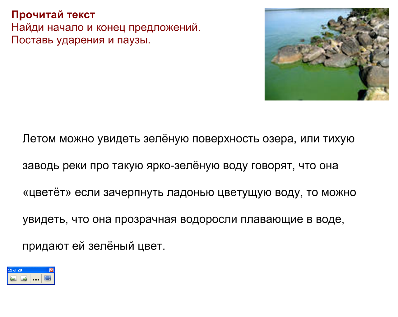 Прочитай текст
Найди начало и конец предложений.
Поставь ударения и паузы.
Летом можно увидеть зелёную поверхность озера, или тихую
заводь реки про такую ярко-зелёную воду говорят, что она
«цветёт» если зачерпнуть ладонью цветущую воду, то можно
увидеть, что она прозрачная водоросли плавающие в воде,
придают ей зелёный цвет.